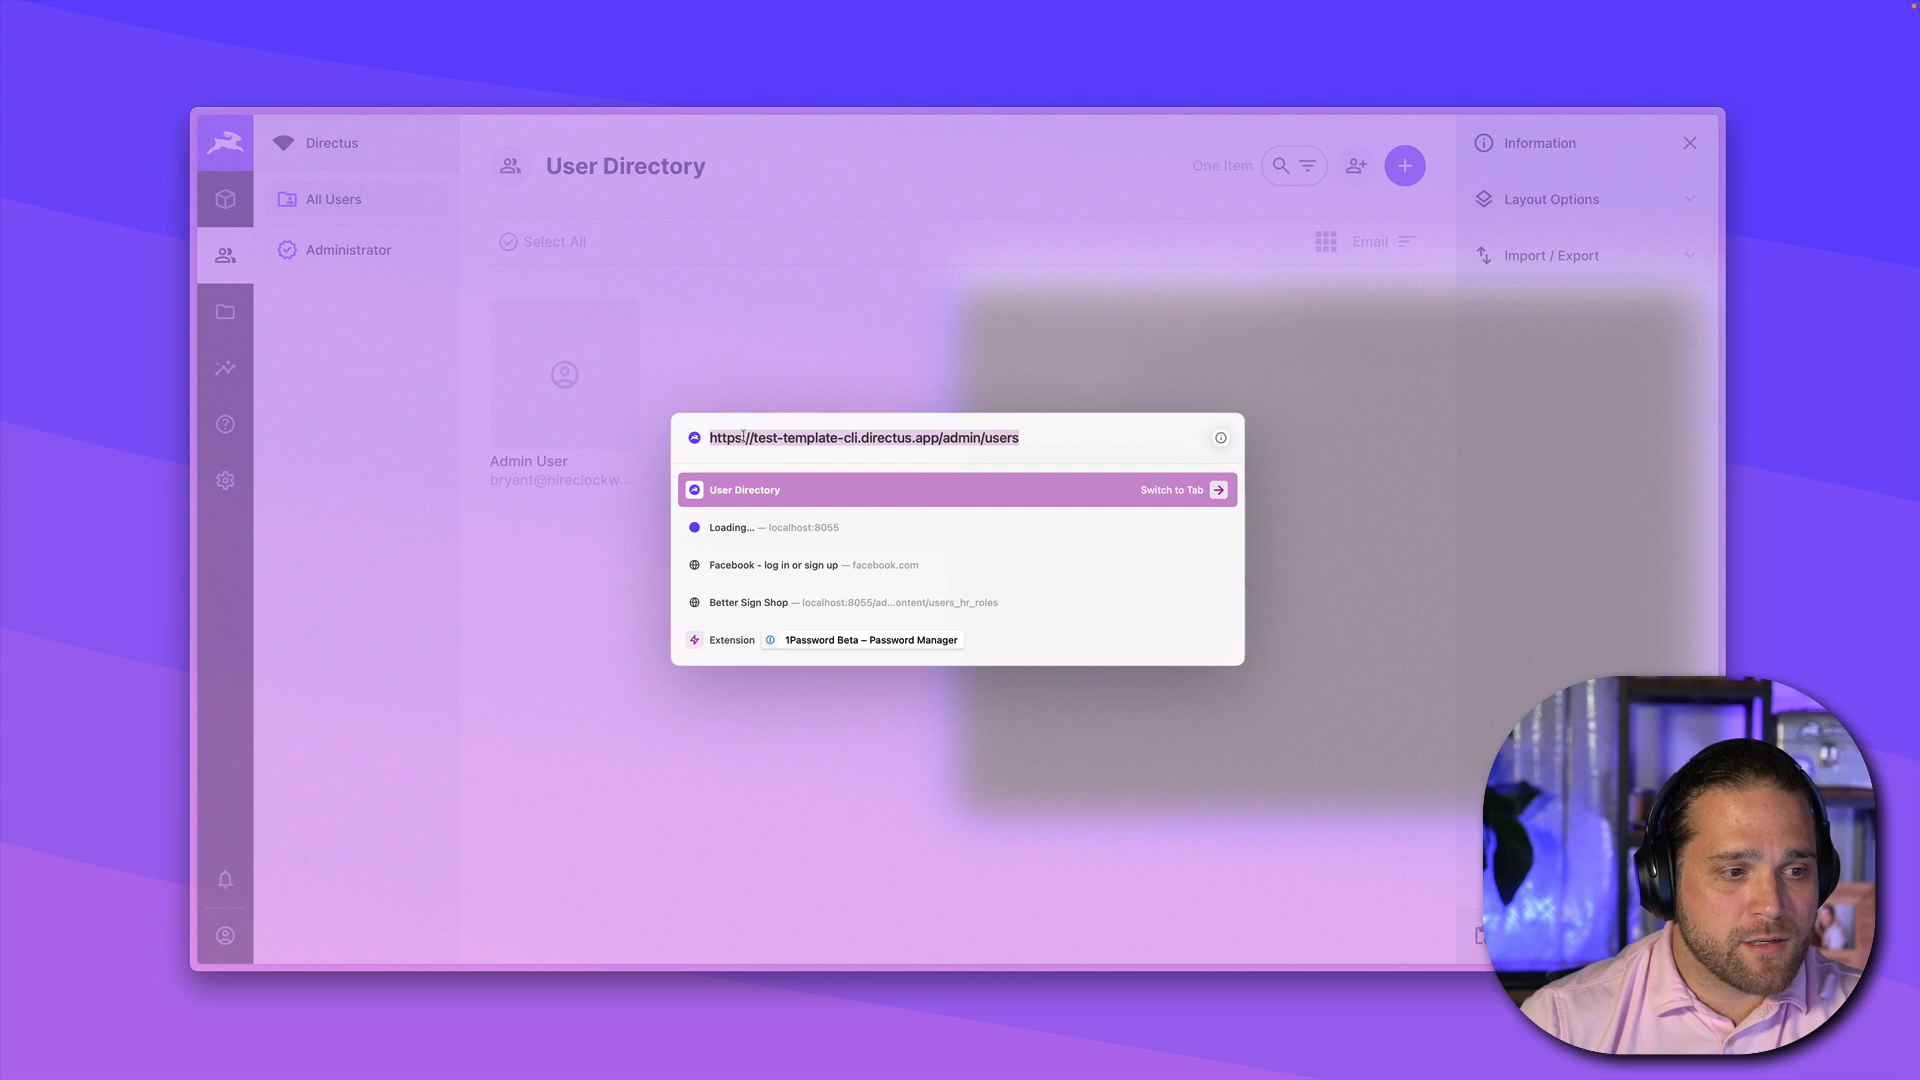 Directus
All Users
Administrator
User Directory
One Item
Select All
Email
Information
Layout Options
Import / Export
Admin User
bryant@hireclockw...
https://test-template-cli.directus.app/admin/users
User Directory
Switch to Tab
Loading... — localhost:8055
Facebook - log in or sign up — facebook.com
Better Sign Shop — localhost:8055/ad...ontent/users_hr_roles
Extension 1Password Beta – Password Manager